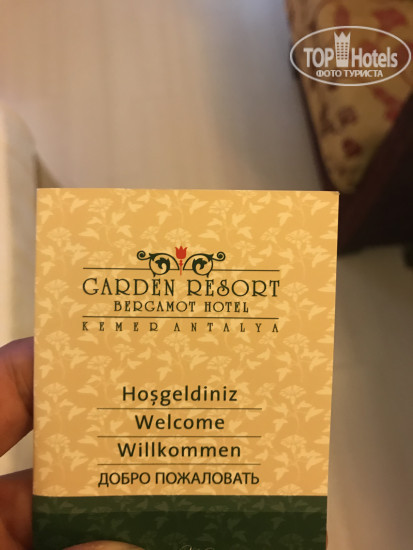 TOP Hotels
ФОТО ТУРИСТА
GARDEN RESORT
BERGAMOT HOTEL
KEMER ANTALYA
Hoşgeldiniz
Welcome
Willkommen
ДОБРО ПОЖАЛОВАТЬ